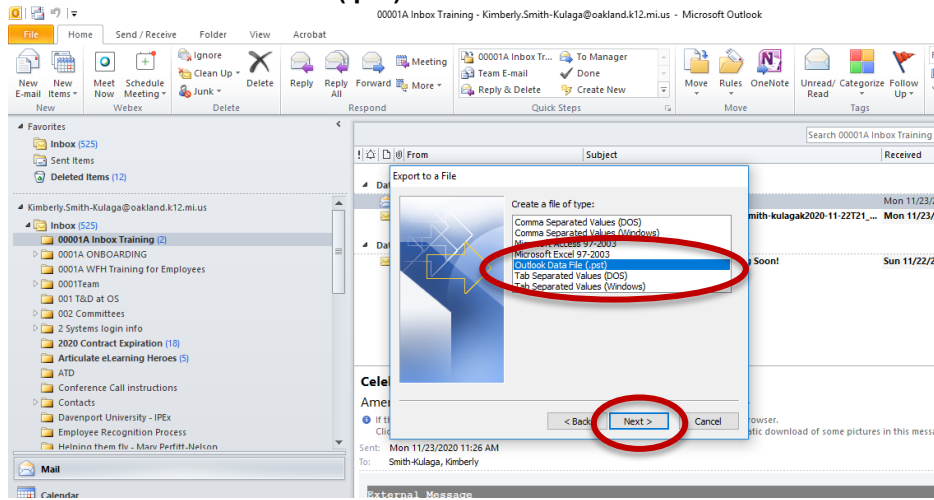 00001A Inbox Training - Kimberly.Smith-Kulaga@oakland.k12.mi.us - Microsoft Outlook
File Home Send / Receive Folder View Acrobat
New E-mail
New Items
Meet Now
Schedule Meeting
Ignore
Clean Up
Junk
Delete
Reply
Reply All
Forward
Meeting
More
00001A Inbox Tr...
To Manager
Team E-mail
Done
Reply & Delete
Create New
Move
Rules
OneNote
Unread/ Read
Categorize
Follow Up
New Webex Delete Respond Quick Steps Move Tags
Favorites
Inbox (525)
Sent Items
Deleted Items (12)
Kimberly.Smith-Kulaga@oakland.k12.mi.us
Inbox (525)
00001A Inbox Training (2)
0001A ONBOARDING
0001A WFH Training for Employees
0001Team
001 T&D at OS
002 Committees
2 Systems login info
2020 Contract Expiration (18)
Articulate eLearning Heroes (5)
ATD
Conference Call instructions
Contacts
Davenport University - IPEx
Employee Recognition Process
Helping them fly - Mary Perfitt-Nelson
Mail
Calendar
Search 00001A Inbox Training
! From Subject Received
Mon 11/23/2
mith-kulagak2020-11-22T21_... Mon 11/23/
g Soon! Sun 11/22/2
Export to a File
Create a file of type:
Comma Separated Values (DOS)
Comma Separated Values (Windows)
Microsoft Access 97-2003
Microsoft Excel 97-2003
Outlook Data File (.pst)
Tab Separated Values (DOS)
Tab Separated Values (Windows)
< Back Next > Cancel
Sent: Mon 11/23/2020 11:26 AM
To: Smith-Kulaga, Kimberly
atic download of some pictures in this messa
External Message